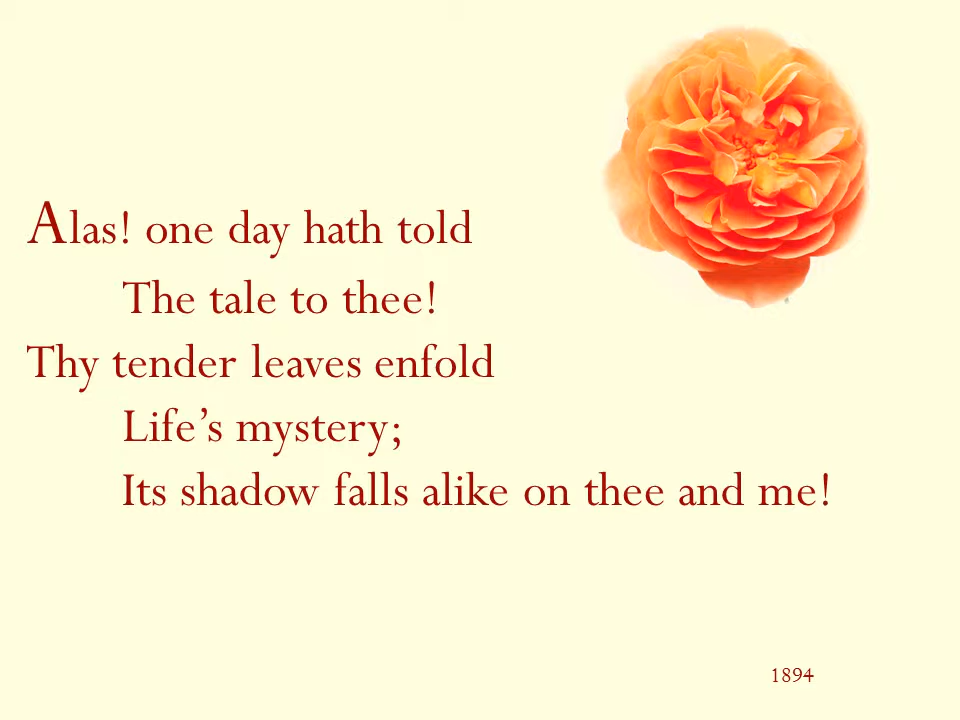 Alas! one day hath told
The tale to thee!
Thy tender leaves enfold
Life’s mystery;
Its shadow falls alike on thee and me!
1894